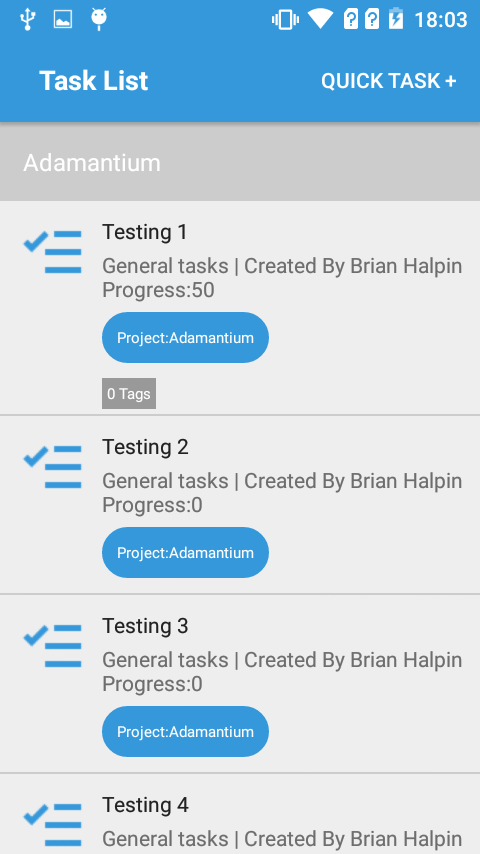 18:03
Task List
QUICK TASK +
Adamantium
Testing 1
General tasks | Created By Brian Halpin
Progress:50
Project:Adamantium
0 Tags
Testing 2
General tasks | Created By Brian Halpin
Progress:0
Project:Adamantium
Testing 3
General tasks | Created By Brian Halpin
Progress:0
Project:Adamantium
Testing 4
General tasks | Created By Brian Halpin